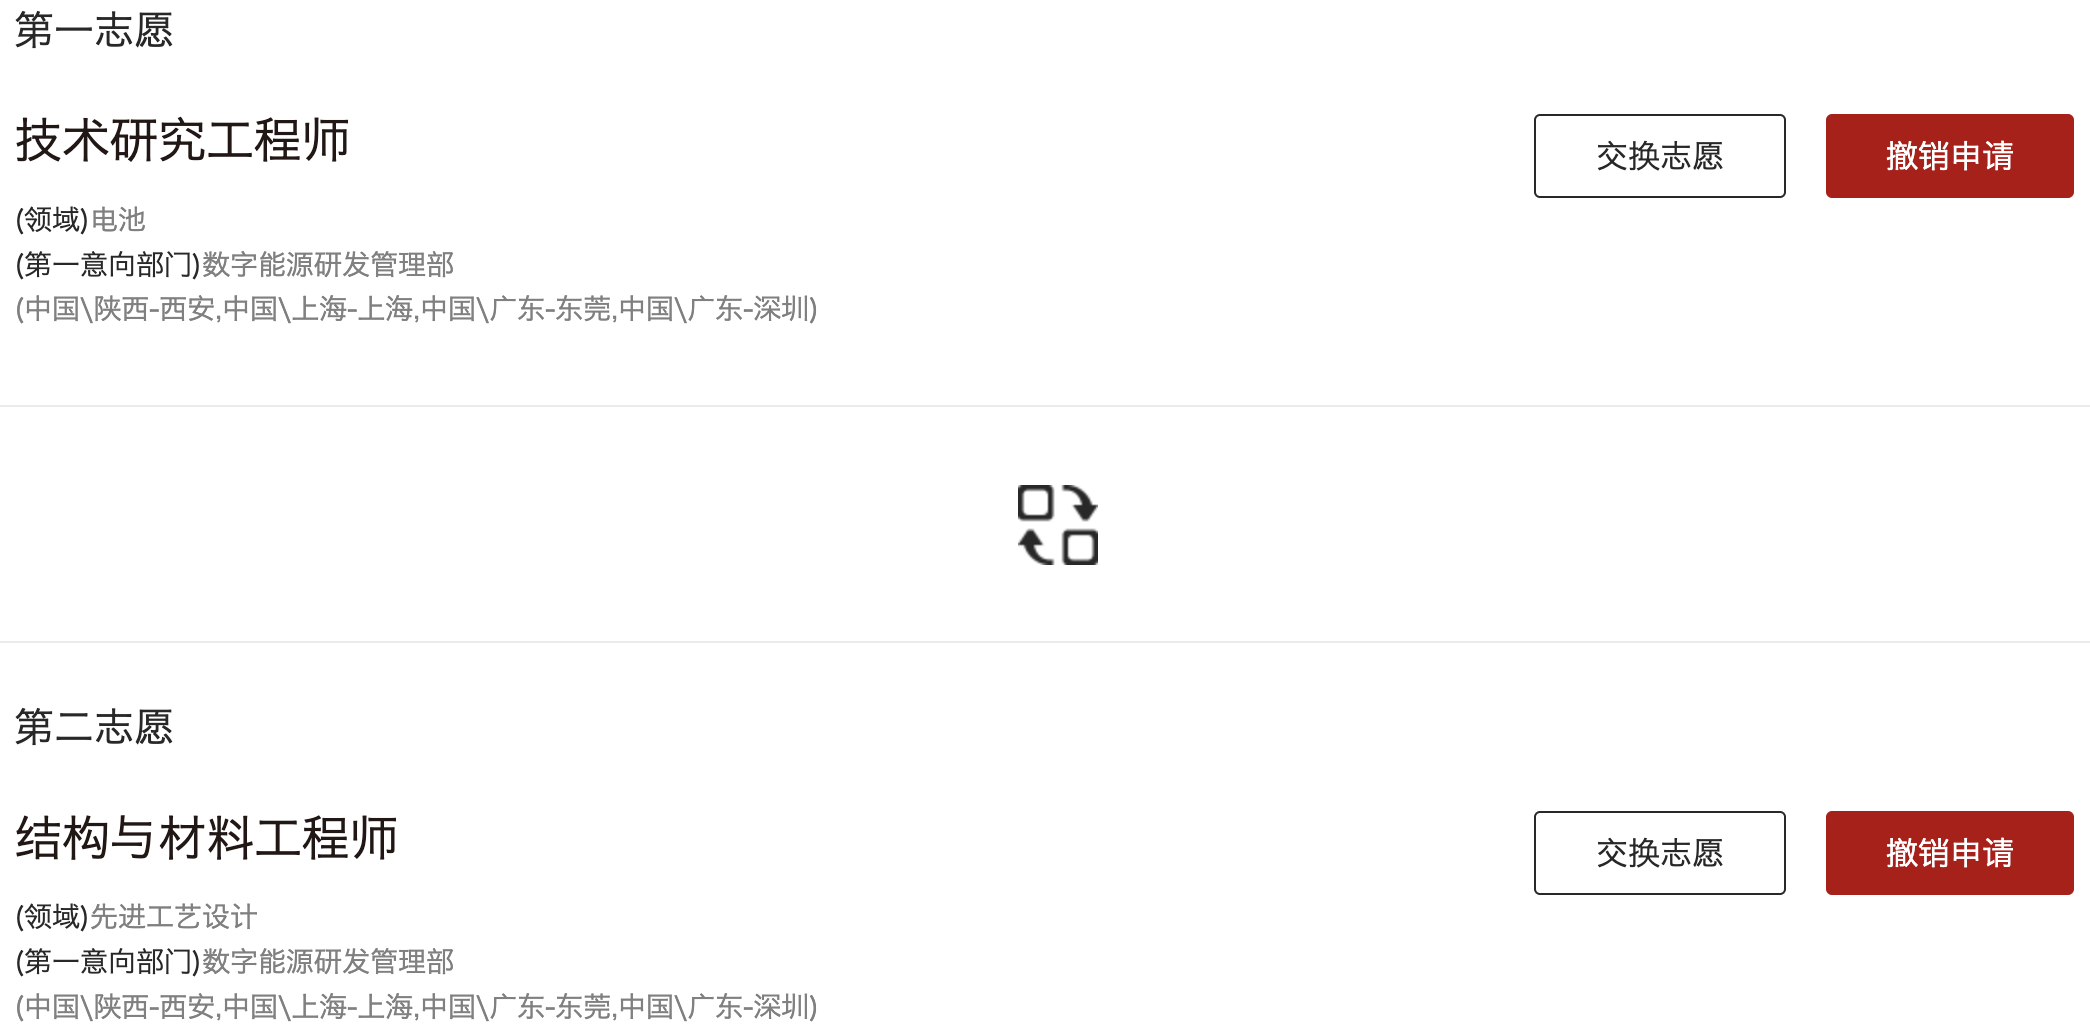 第一志愿
技术研究工程师
交换志愿
撤销申请
(领域)电池
(第一意向部门)数字能源研发管理部
(中国\陕西-西安,中国\上海-上海,中国\广东-东莞,中国\广东-深圳)
第二志愿
结构与材料工程师
交换志愿
撤销申请
(领域)先进工艺设计
(第一意向部门)数字能源研发管理部
(中国\陕西-西安,中国\上海-上海,中国\广东-东莞,中国\广东-深圳)